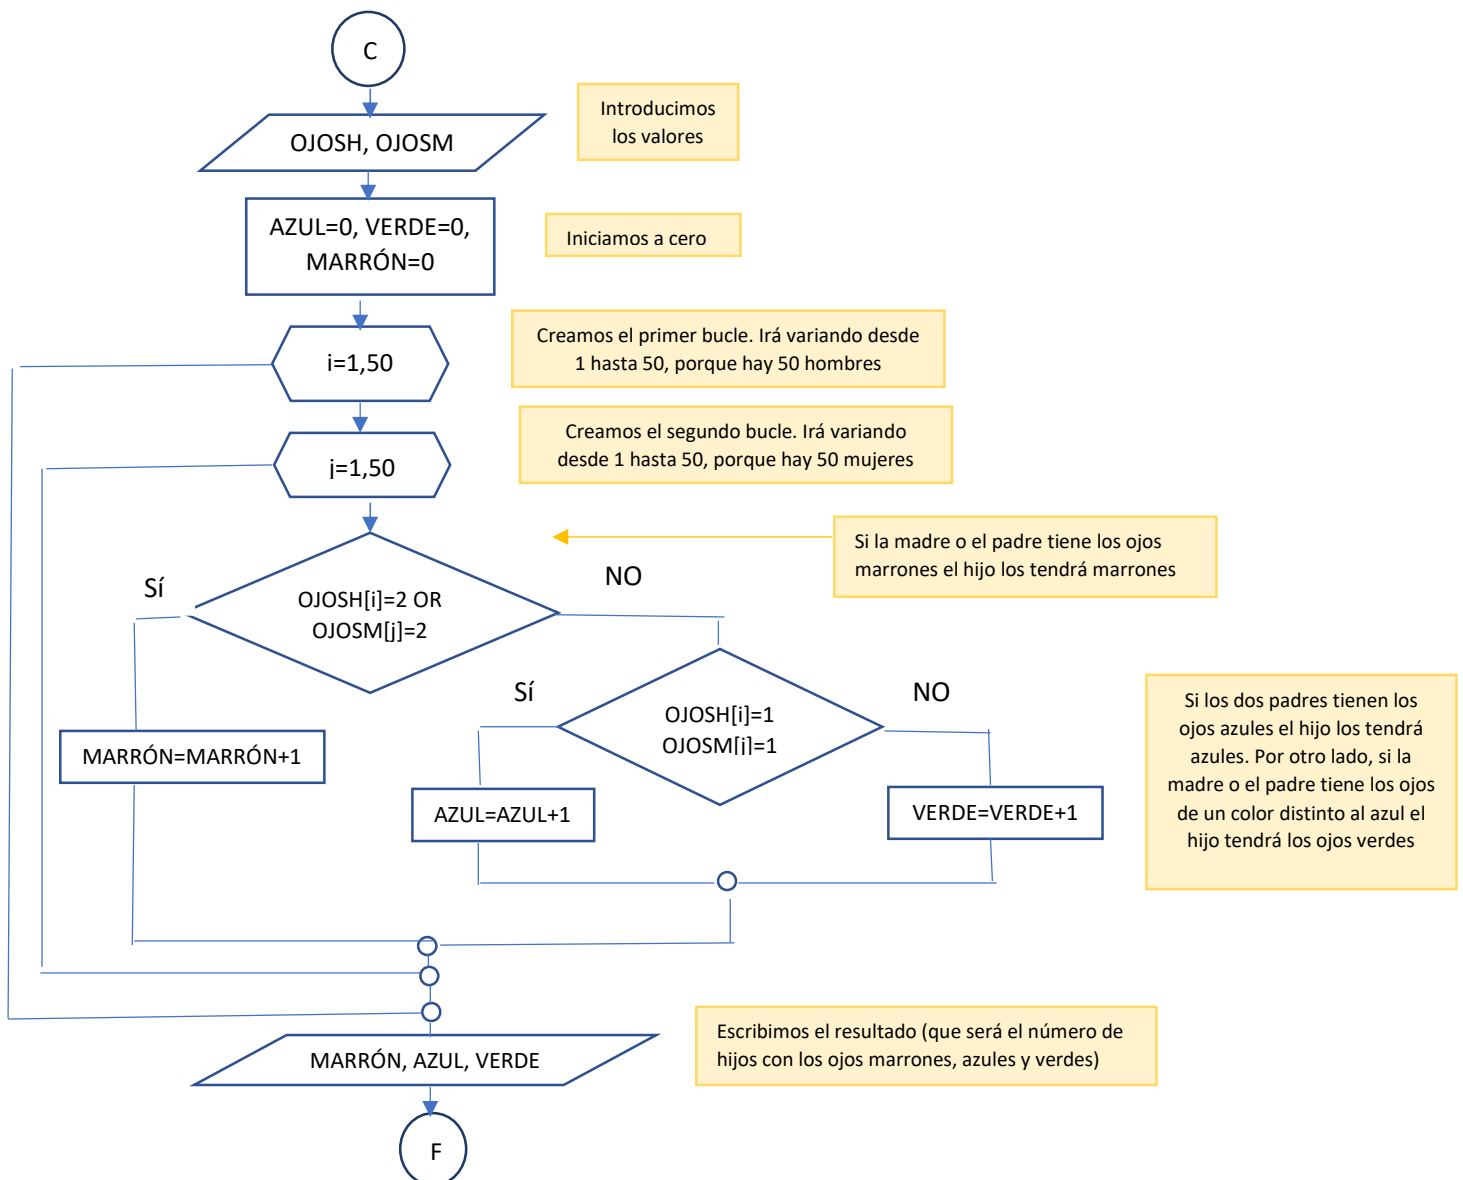 C
OJOSH, OJOSM
Introducimos
los valores
AZUL=0, VERDE=0,
MARRÓN=0
Iniciamos a cero
i=1,50
Creamos el primer bucle. Irá variando desde
1 hasta 50, porque hay 50 hombres
j=1,50
Creamos el segundo bucle. Irá variando
desde 1 hasta 50, porque hay 50 mujeres
Si la madre o el padre tiene los ojos
marrones el hijo los tendrá marrones
Sí
NO
OJOSH[i]=2 OR
OJOSM[j]=2
Sí
NO
OJOSH[i]=1
OJOSM[j]=1
Si los dos padres tienen los
ojos azules el hijo los tendrá
azules. Por otro lado, si la
madre o el padre tiene los ojos
de un color distinto al azul el
hijo tendrá los ojos verdes
MARRÓN=MARRÓN+1
AZUL=AZUL+1
VERDE=VERDE+1
MARRÓN, AZUL, VERDE
Escribimos el resultado (que será el número de
hijos con los ojos marrones, azules y verdes)
F